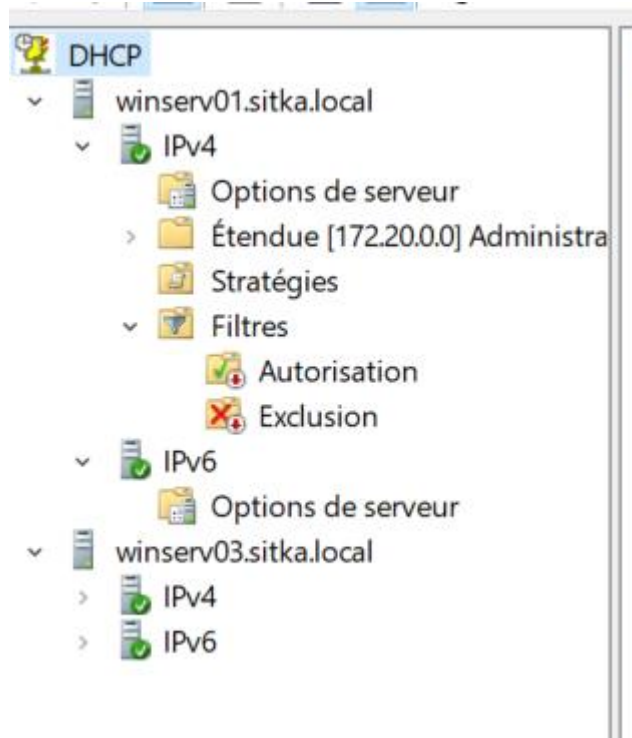 DHCP
winserv01.sitka.local
IPv4
Options de serveur
Étendue [172.20.0.0] Administra
Stratégies
Filtres
Autorisation
Exclusion
IPv6
Options de serveur
winserv03.sitka.local
IPv4
IPv6